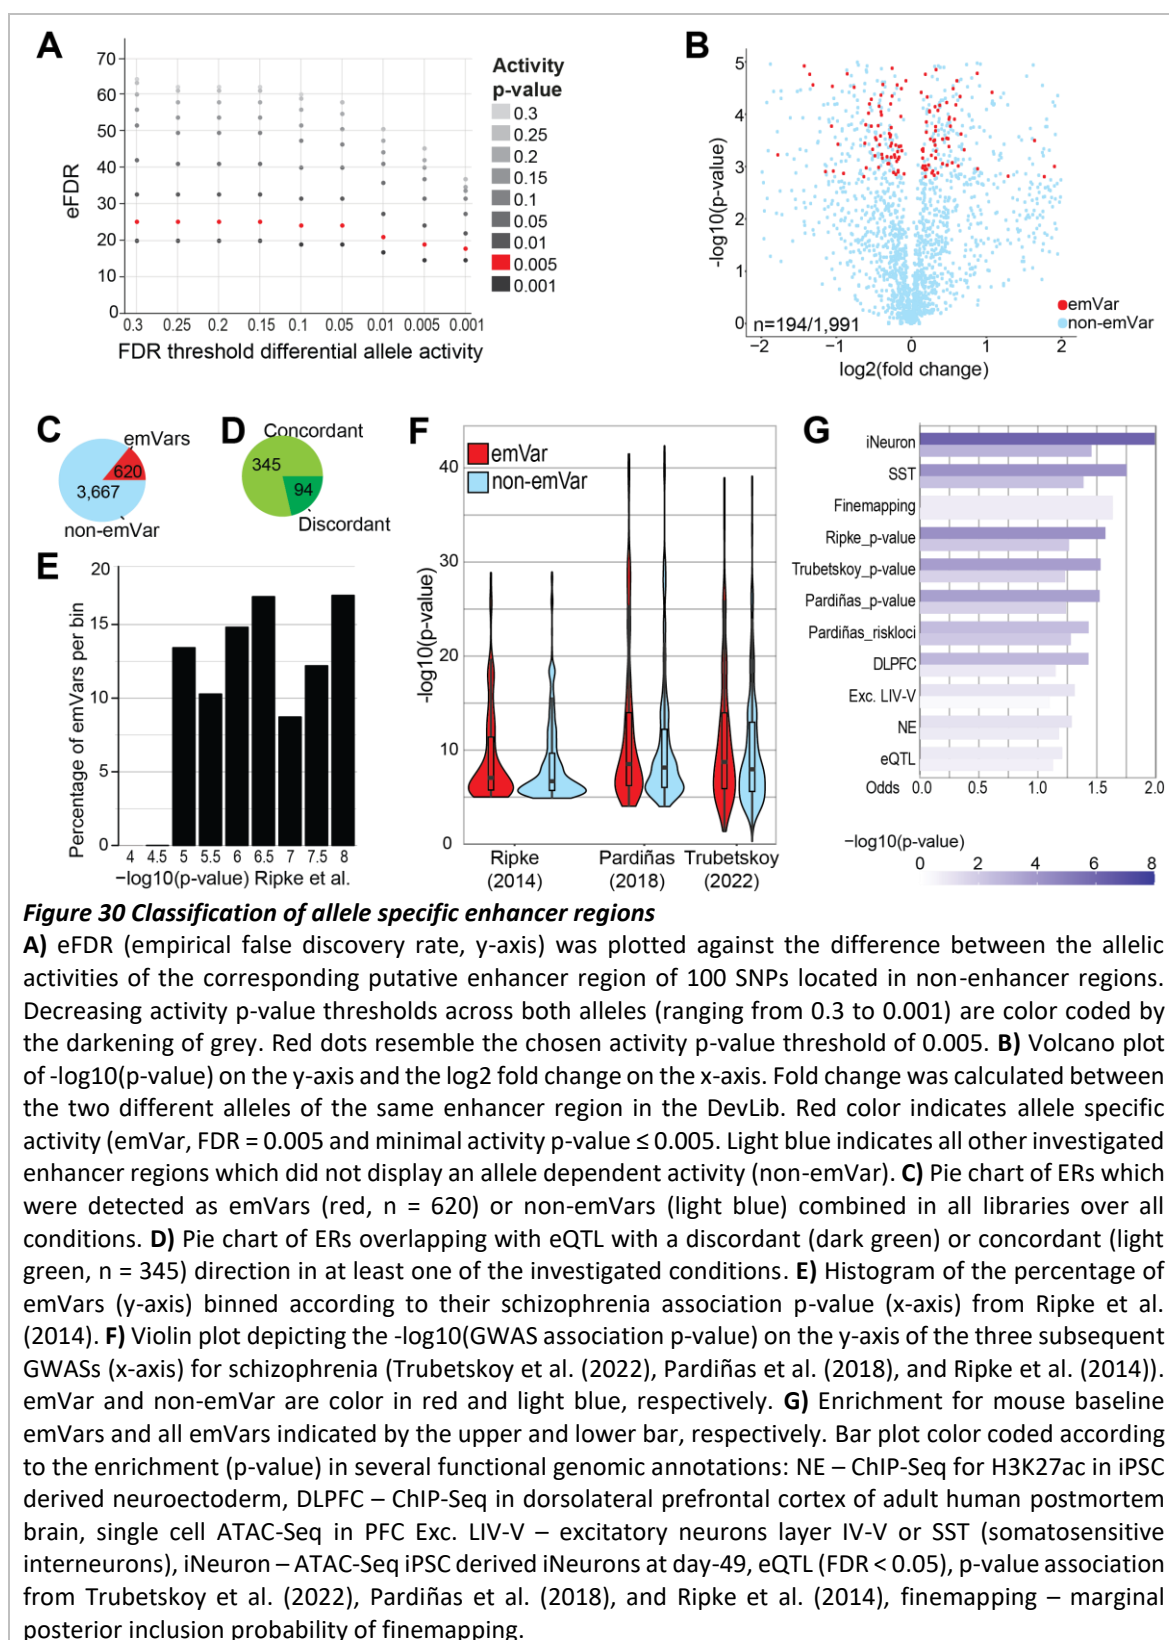 A
70
60
50
40
30
20
10
0
eFDR
0.3 0.25 0.2 0.15 0.1 0.05 0.01 0.005 0.001
FDR threshold differential allele activity
Activity
p-value
0.3
0.25
0.2
0.15
0.1
0.05
0.01
0.005
0.001
B
5
4
3
2
1
0
-log10(p-value)
n=194/1,991
emVar
non-emVar
−2 −1 0 1 2
log2(fold change)
C
emVars
620
3,667
non-emVar
D
Concordant
345
94
Discordant
E
20
15
10
5
0
Percentage of emVars per bin
4 4.5 5 5.5 6 6.5 7 7.5 8
−log10(p-value) Ripke et al.
F
emVar
non-emVar
40
30
20
10
0
-log10(p-value)
Ripke Pardiñas Trubetskoy
(2014) (2018) (2022)
G
iNeuron
SST
Finemapping
Ripke_p-value
Trubetskoy_p-value
Pardiñas_p-value
Pardiñas_riskloci
DLPFC
Exc. LIV-V
NE
eQTL
Odds 0.0 0.5 1.0 1.5 2.0
−log10(p-value)
0 2 4 6 8
Figure 30 Classification of allele specific enhancer regions
A) eFDR (empirical false discovery rate, y-axis) was plotted against the difference between the allelic
activities of the corresponding putative enhancer region of 100 SNPs located in non-enhancer regions.
Decreasing activity p-value thresholds across both alleles (ranging from 0.3 to 0.001) are color coded by
the darkening of grey. Red dots resemble the chosen activity p-value threshold of 0.005. B) Volcano plot
of -log10(p-value) on the y-axis and the log2 fold change on the x-axis. Fold change was calculated between
the two different alleles of the same enhancer region in the DevLib. Red color indicates allele specific
activity (emVar, FDR = 0.005 and minimal activity p-value ≤ 0.005. Light blue indicates all other investigated
enhancer regions which did not display an allele dependent activity (non-emVar). C) Pie chart of ERs which
were detected as emVars (red, n = 620) or non-emVars (light blue) combined in all libraries over all
conditions. D) Pie chart of ERs overlapping with eQTL with a discordant (dark green) or concordant (light
green, n = 345) direction in at least one of the investigated conditions. E) Histogram of the percentage of
emVars (y-axis) binned according to their schizophrenia association p-value (x-axis) from Ripke et al.
(2014). F) Violin plot depicting the -log10(GWAS association p-value) on the y-axis of the three subsequent
GWASs (x-axis) for schizophrenia (Trubetskoy et al. (2022), Pardiñas et al. (2018), and Ripke et al. (2014)).
emVar and non-emVar are color in red and light blue, respectively. G) Enrichment for mouse baseline
emVars and all emVars indicated by the upper and lower bar, respectively. Bar plot color coded according
to the enrichment (p-value) in several functional genomic annotations: NE – ChIP-Seq for H3K27ac in iPSC
derived neuroectoderm, DLPFC – ChIP-Seq in dorsolateral prefrontal cortex of adult human postmortem
brain, single cell ATAC-Seq in PFC Exc. LIV-V – excitatory neurons layer IV-V or SST (somatosensitive
interneurons), iNeuron – ATAC-Seq iPSC derived iNeurons at day-49, eQTL (FDR < 0.05), p-value association
from Trubetskoy et al. (2022), Pardiñas et al. (2018), and Ripke et al. (2014), finemapping – marginal
posterior inclusion probability of finemapping.